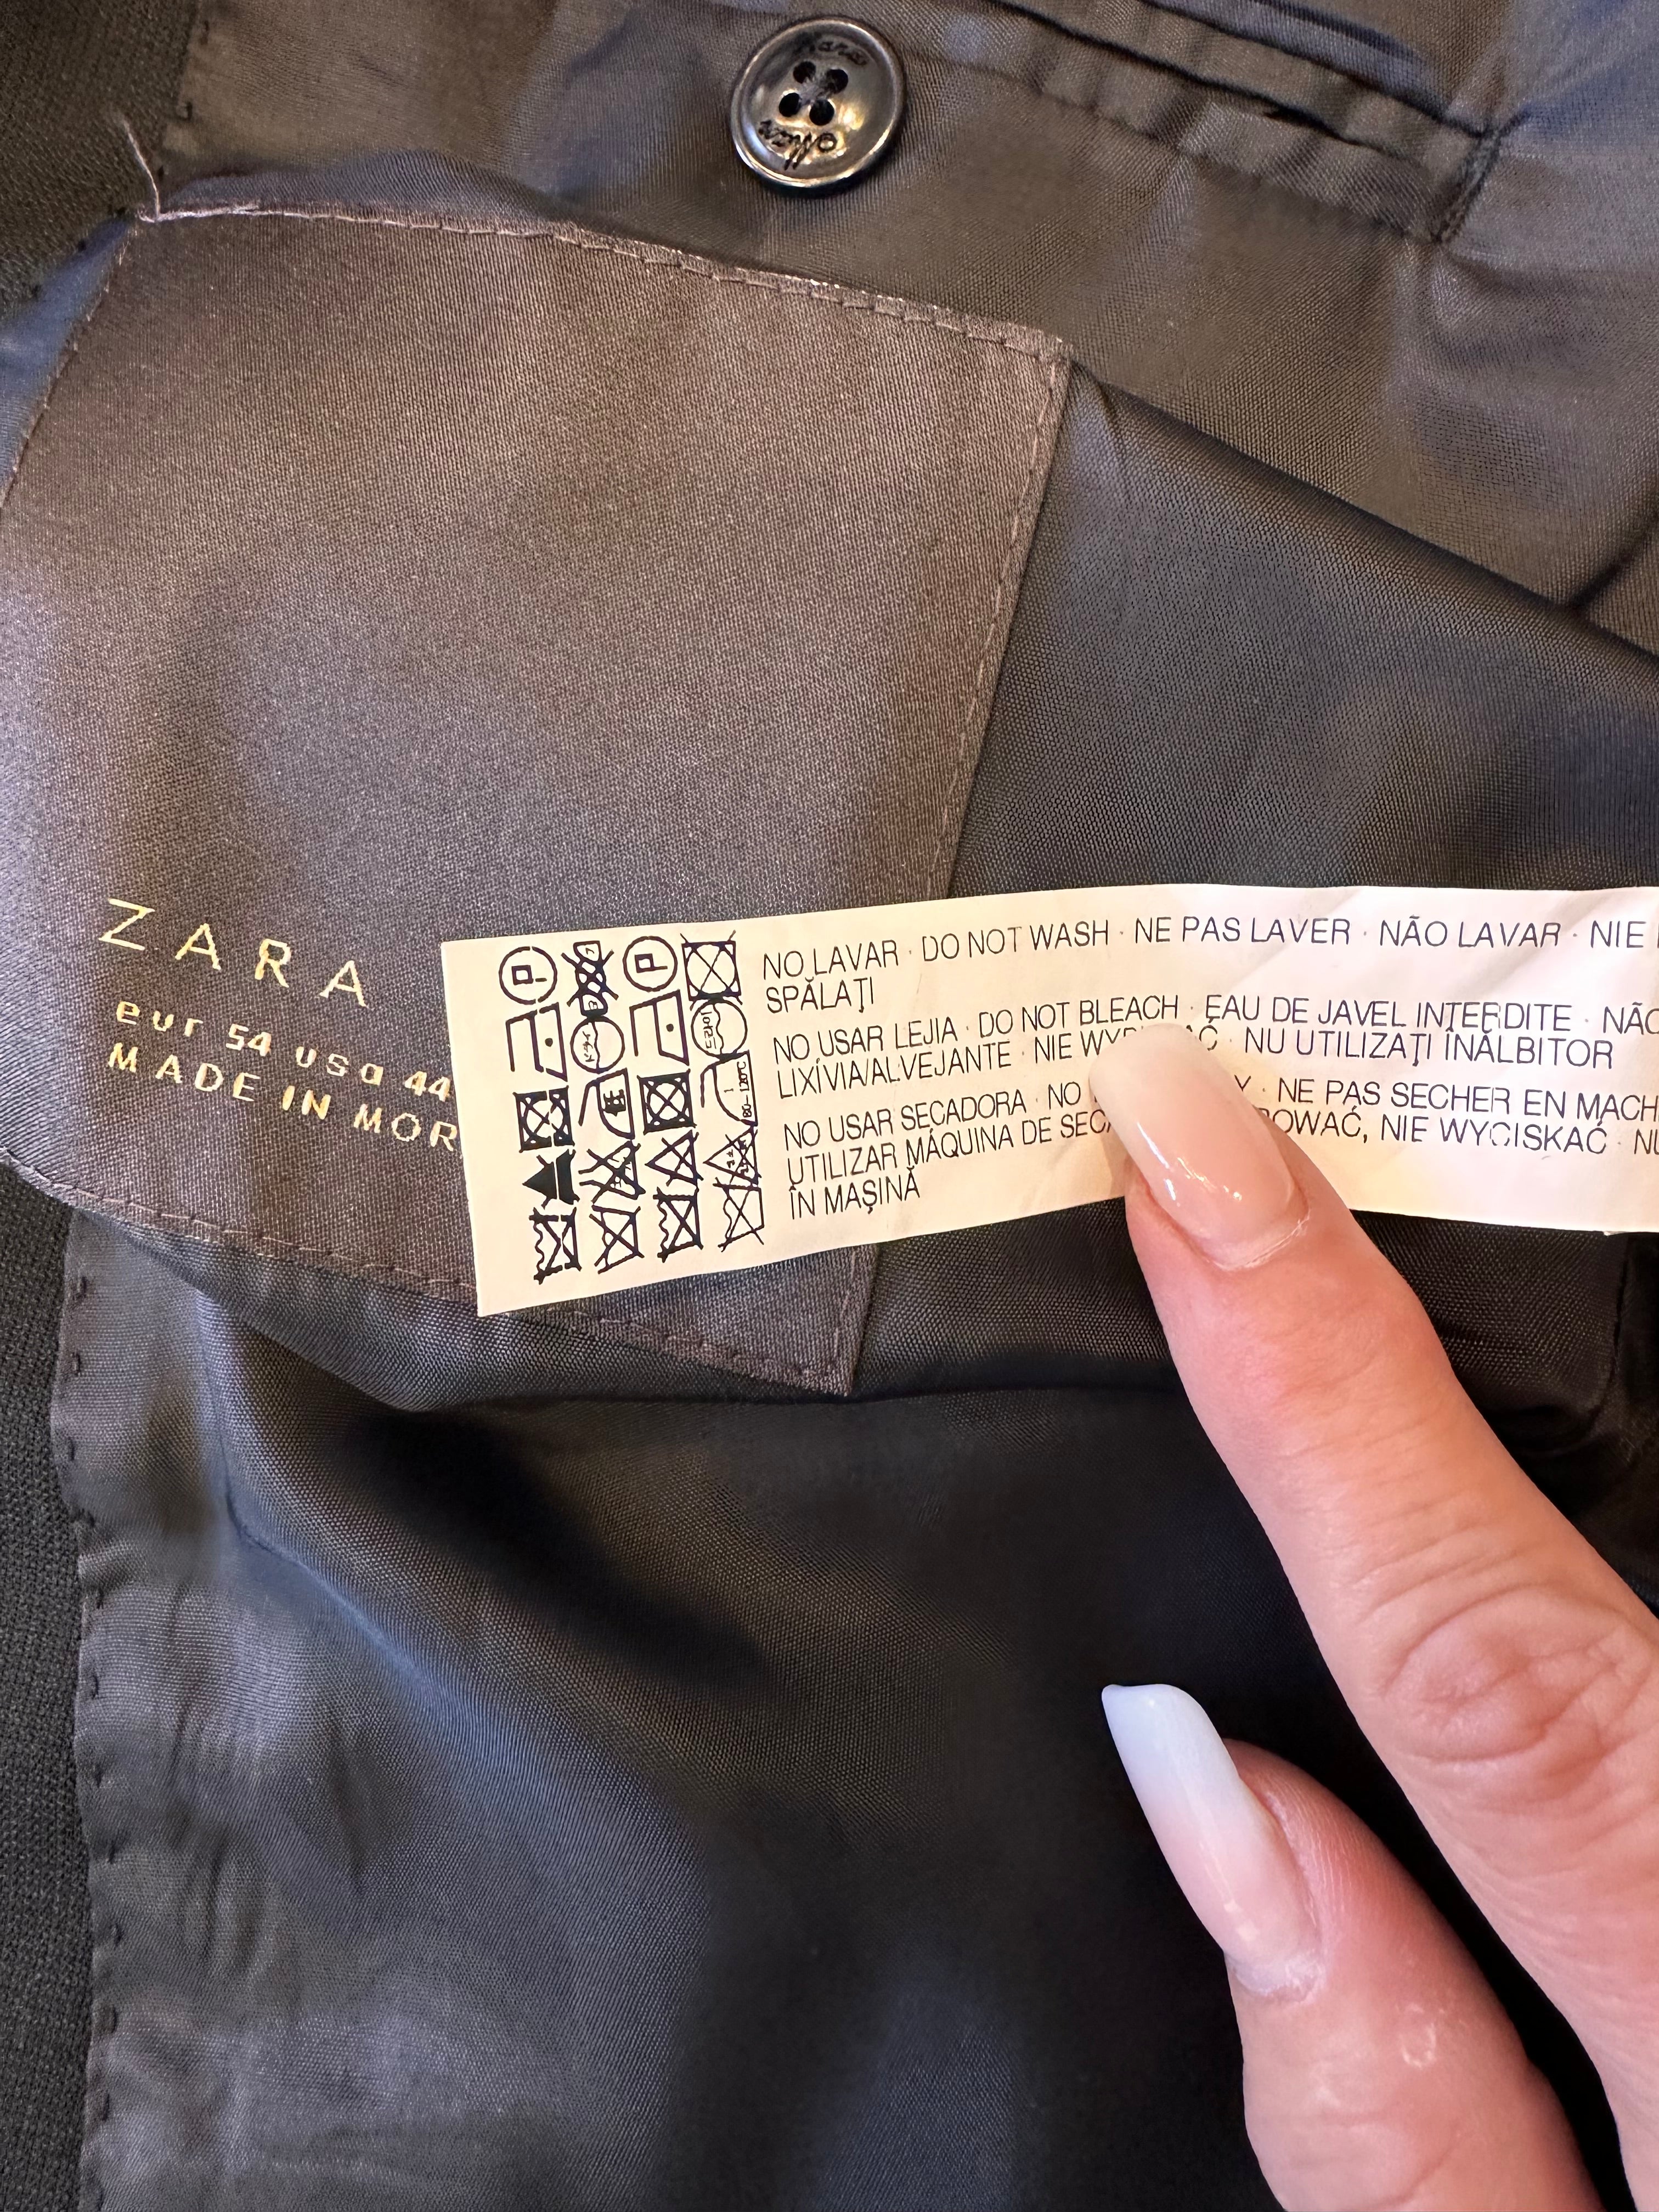 ZARA
eur 54 usa 44
MADE IN MOR
NO LAVAR · DO NOT WASH · NE PAS LAVER · NÃO LAVAR · NIE
SPĂLAŢI
NO USAR LEJIA · DO NOT BLEACH · EAU DE JAVEL INTERDITE · NÃO
LIXÍVIA/ALVEJANTE · NIE · NU UTILIZAŢI ÎNĂLBITOR
NO USAR SECADORA · NO · NE PAS SECHER EN MACH
UTILIZAR MÁQUINA DE NIE WYCISKAĆ · NU
ÎN MAŞINĂ